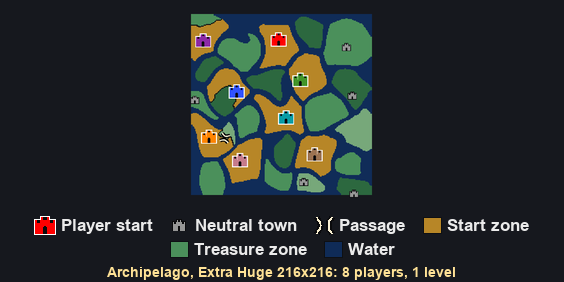 Player start Neutral town Passage Start zone
Treasure zone Water
Archipelago, Extra Huge 216x216: 8 players, 1 level